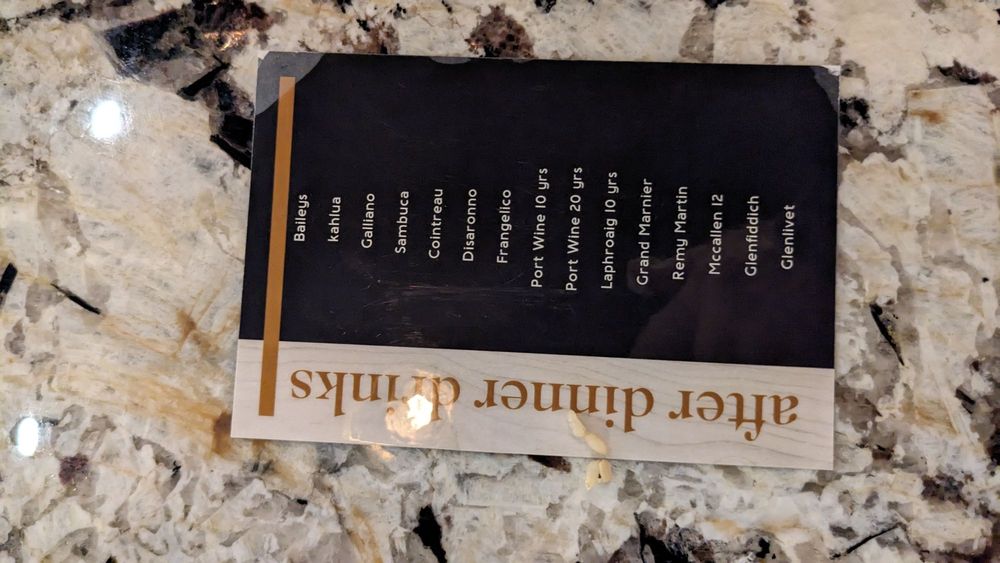 after dinner drinks
Baileys
kahlua
Galliano
Sambuca
Cointreau
Disaronno
Frangelico
Port Wine 10 yrs
Port Wine 20 yrs
Laphroaig 10 yrs
Grand Marnier
Remy Martin
Mccallen 12
Glenfiddich
Glenlivet